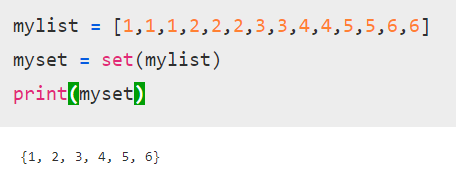 mylist = [1,1,1,2,2,2,3,3,4,4,5,5,6,6]
myset = set(mylist)
print(myset)
{1, 2, 3, 4, 5, 6}